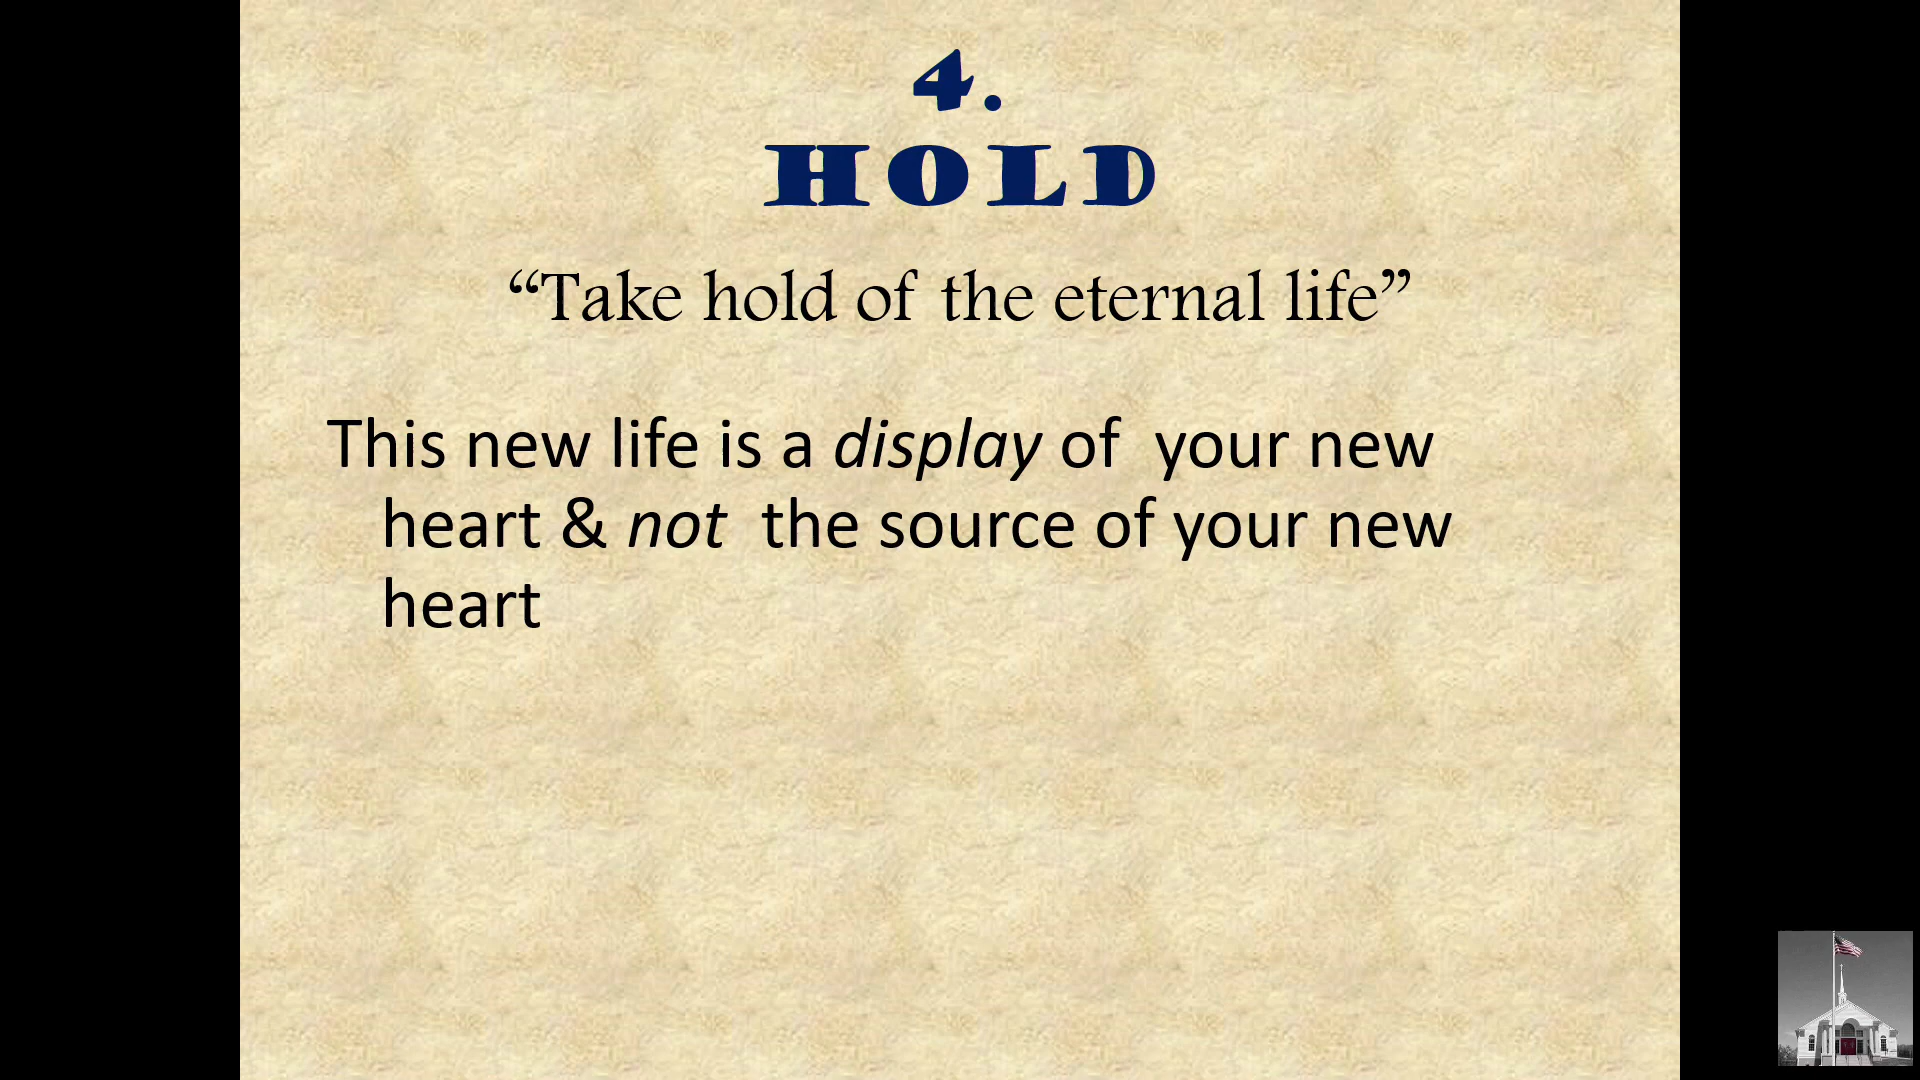 4.
HOLD
“Take hold of the eternal life”
This new life is a display of your new
heart & not the source of your new
heart